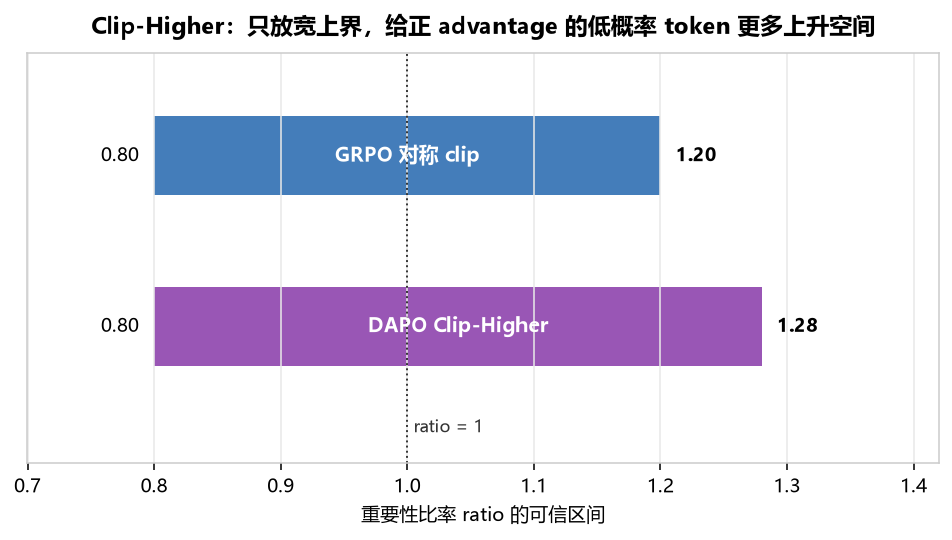 Clip-Higher：只放宽上界，给正 advantage 的低概率 token 更多上升空间
0.80
GRPO 对称 clip
1.20
0.80
DAPO Clip-Higher
1.28
ratio = 1
0.7
0.8
0.9
1.0
1.1
1.2
1.3
1.4
重要性比率 ratio 的可信区间